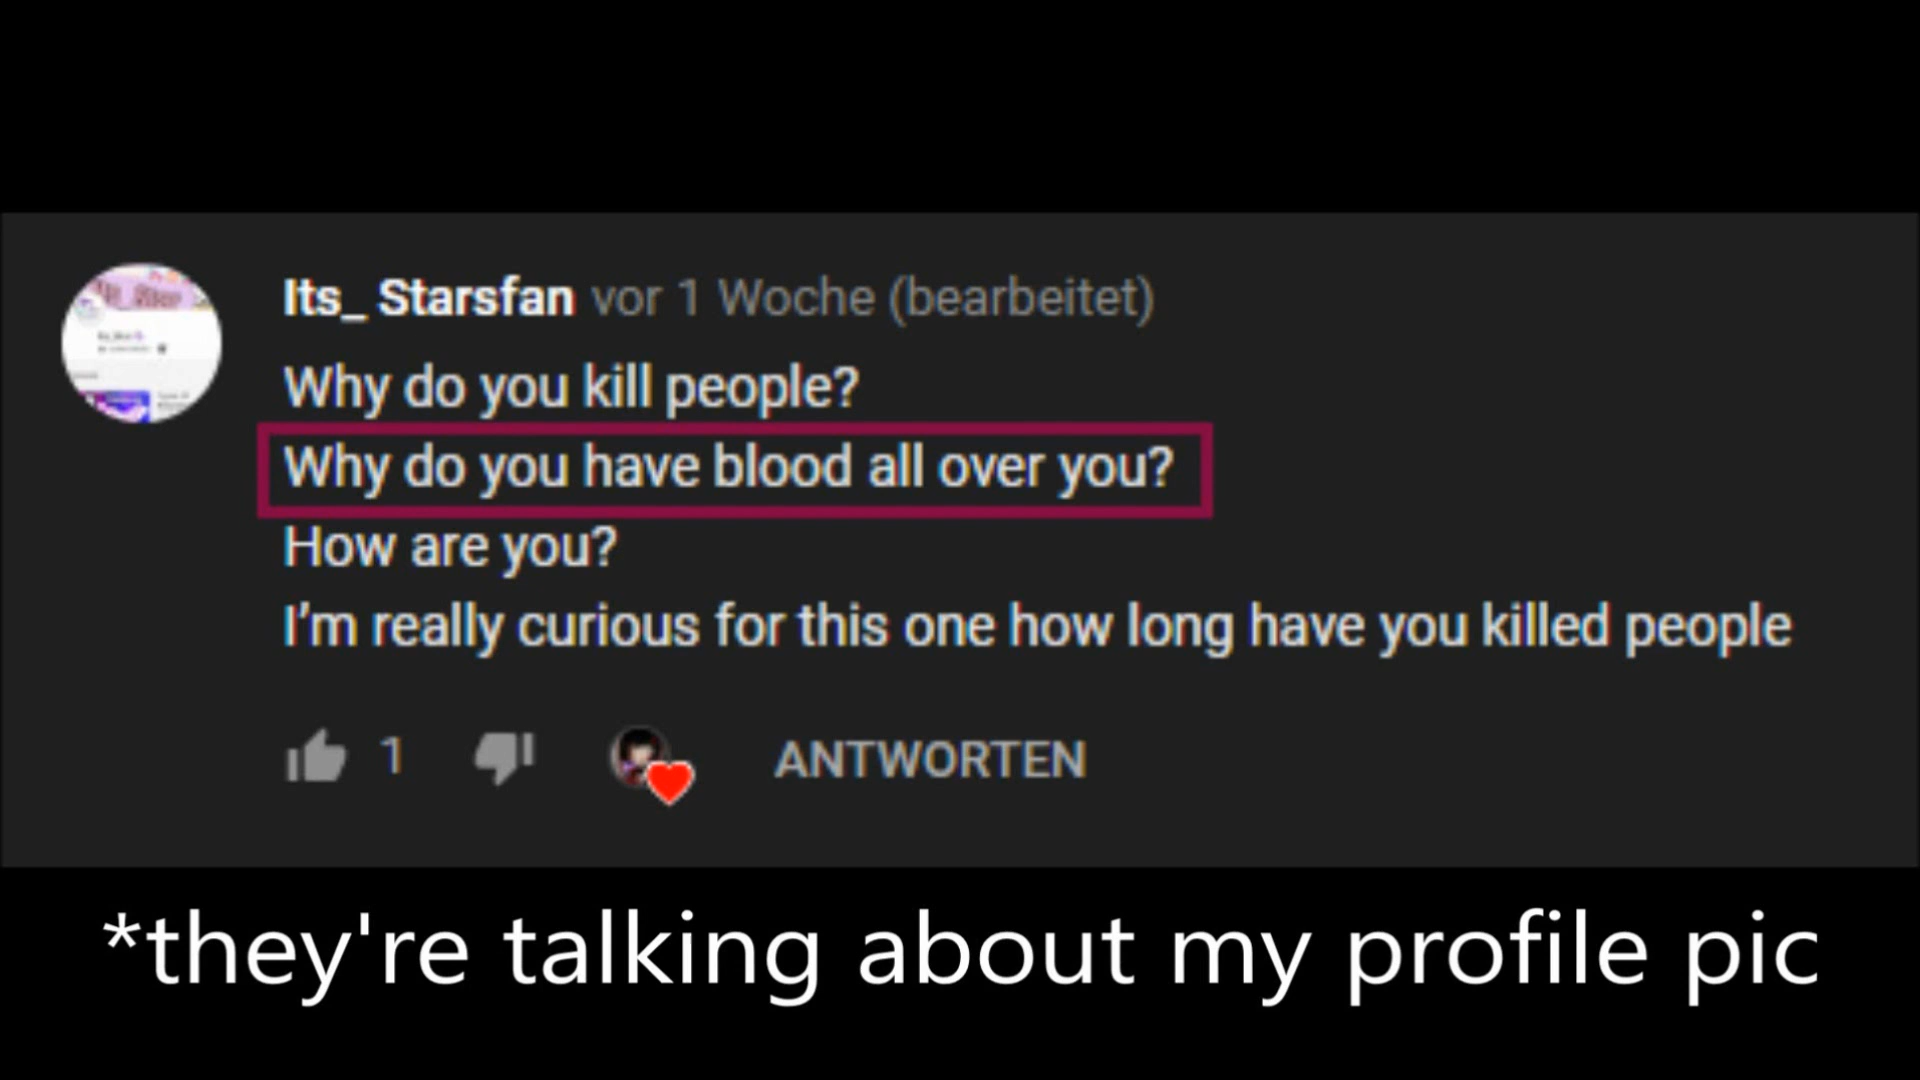 Its_ Starsfan vor 1 Woche (bearbeitet)
Why do you kill people?
Why do you have blood all over you?
How are you?
I'm really curious for this one how long have you killed people
1
ANTWORTEN
*they're talking about my profile pic